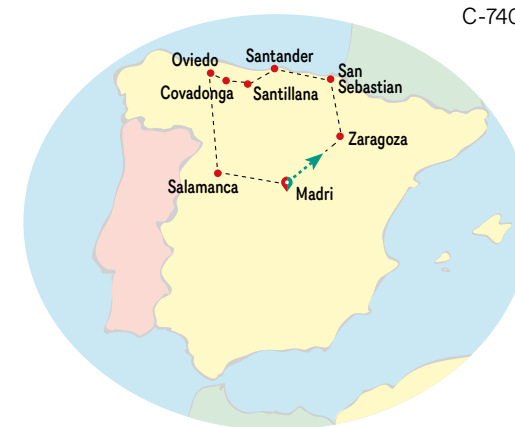 C-740
Oviedo
Santander
San
Sebastian
Covadonga
Santillana
Zaragoza
Salamanca
Madri